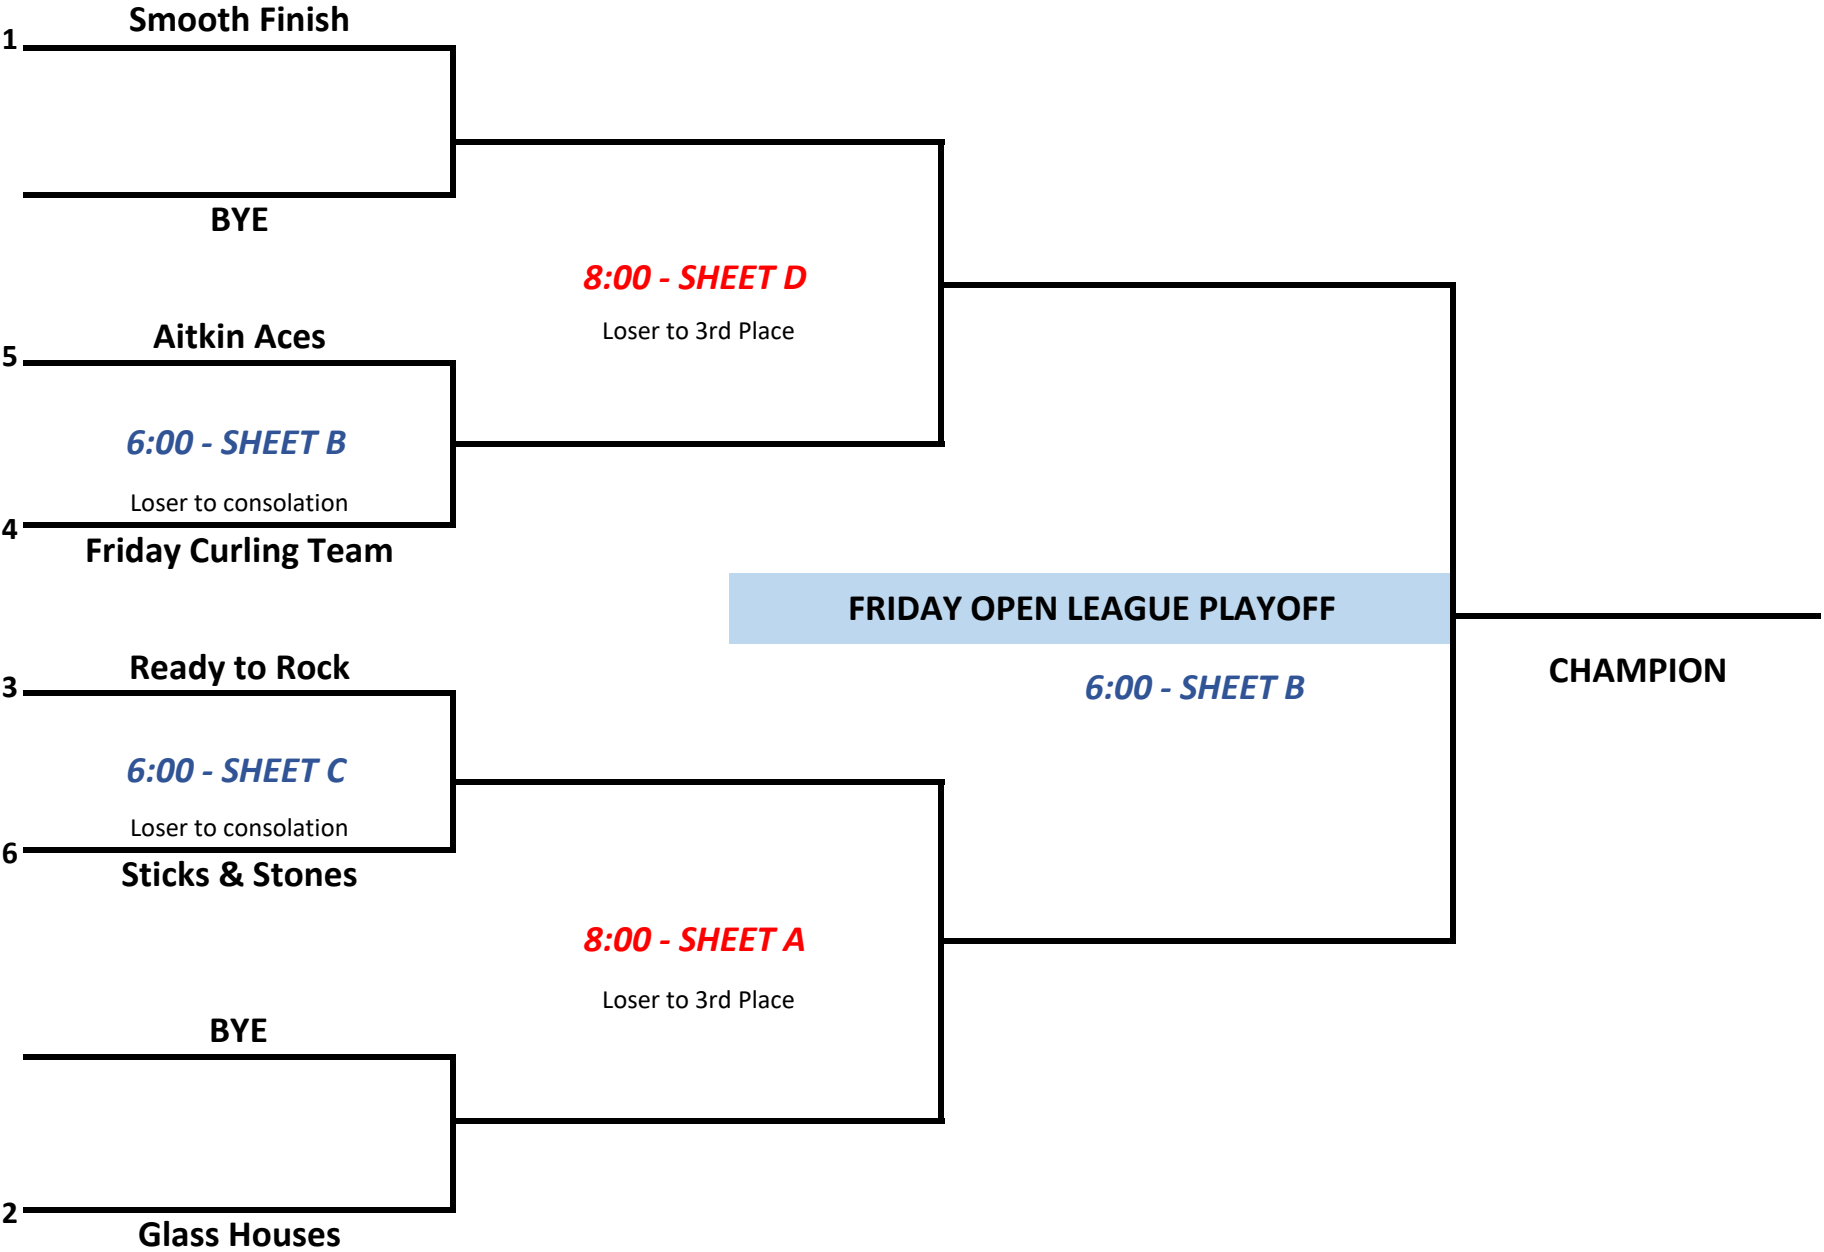 Smooth Finish
1
BYE
8:00 - SHEET D
Loser to 3rd Place
Aitkin Aces
5
6:00 - SHEET B
Loser to consolation
4
Friday Curling Team
FRIDAY OPEN LEAGUE PLAYOFF
6:00 - SHEET B
CHAMPION
Ready to Rock
3
6:00 - SHEET C
Loser to consolation
6
Sticks & Stones
8:00 - SHEET A
Loser to 3rd Place
BYE
2
Glass Houses